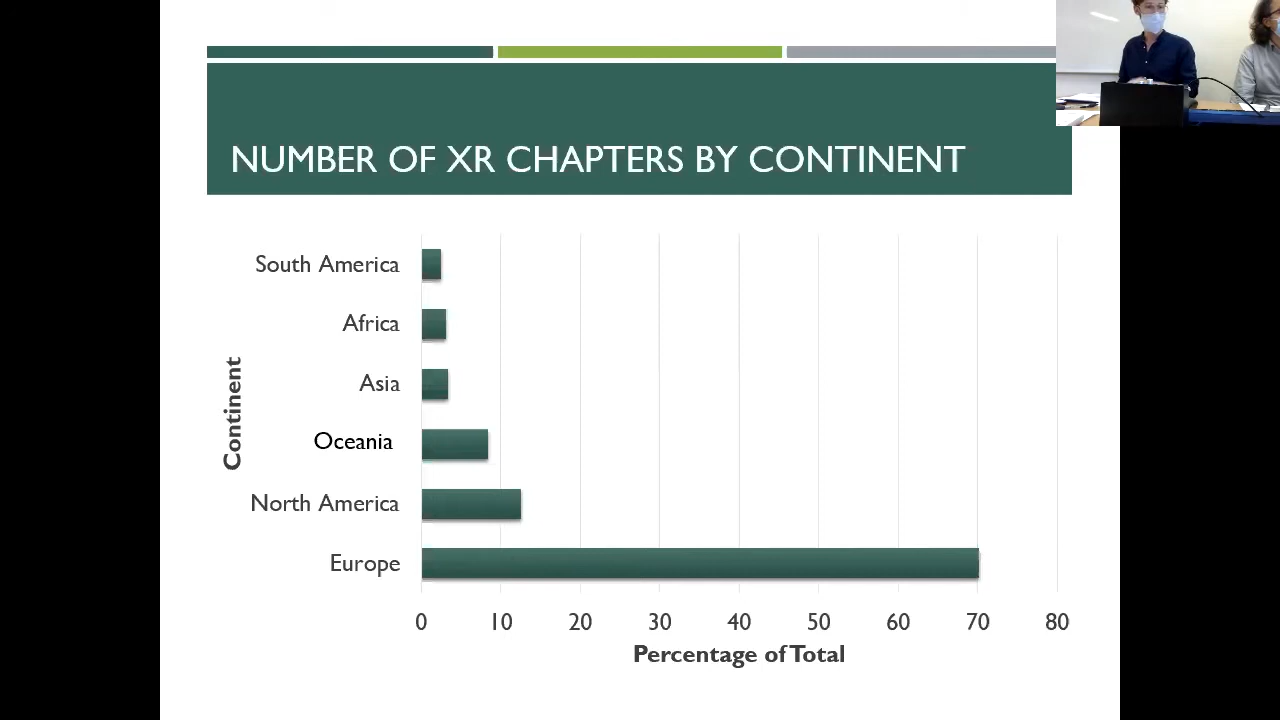 NUMBER OF XR CHAPTERS BY CONTINENT
Continent
South America
Africa
Asia
Oceania
North America
Europe
0 10 20 30 40 50 60 70 80
Percentage of Total